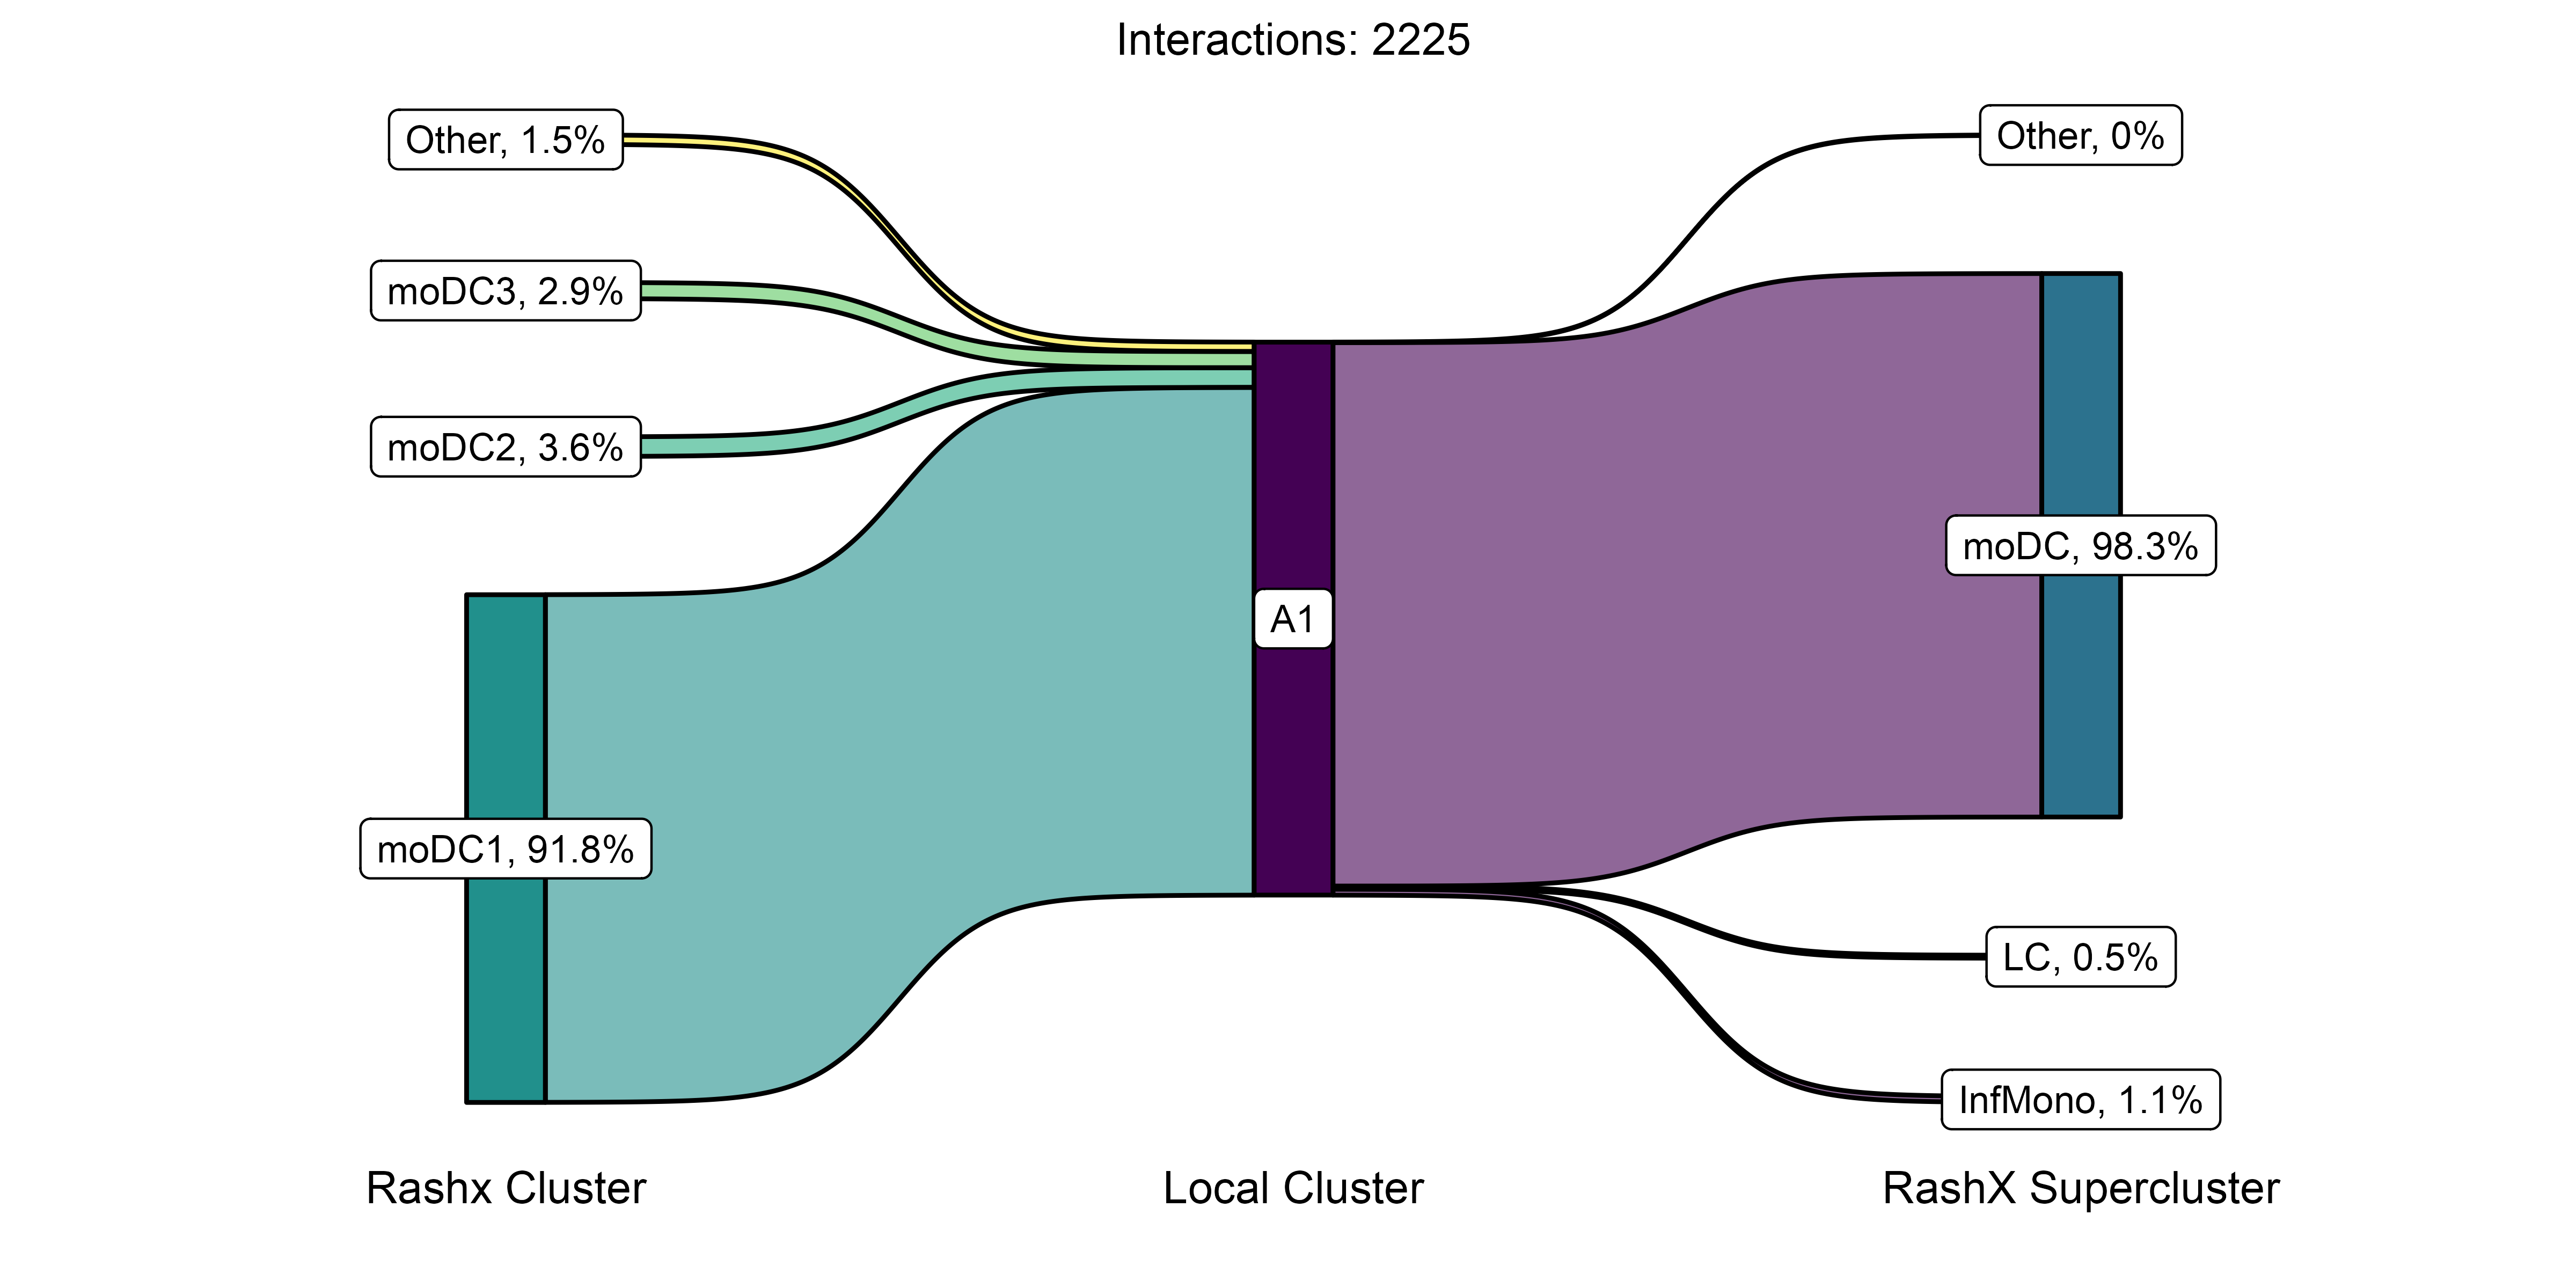 Interactions: 2225
Other, 1.5%
moDC3, 2.9%
moDC2, 3.6%
moDC1, 91.8%
A1
Other, 0%
moDC, 98.3%
LC, 0.5%
InfMono, 1.1%
Rashx Cluster
Local Cluster
RashX Supercluster